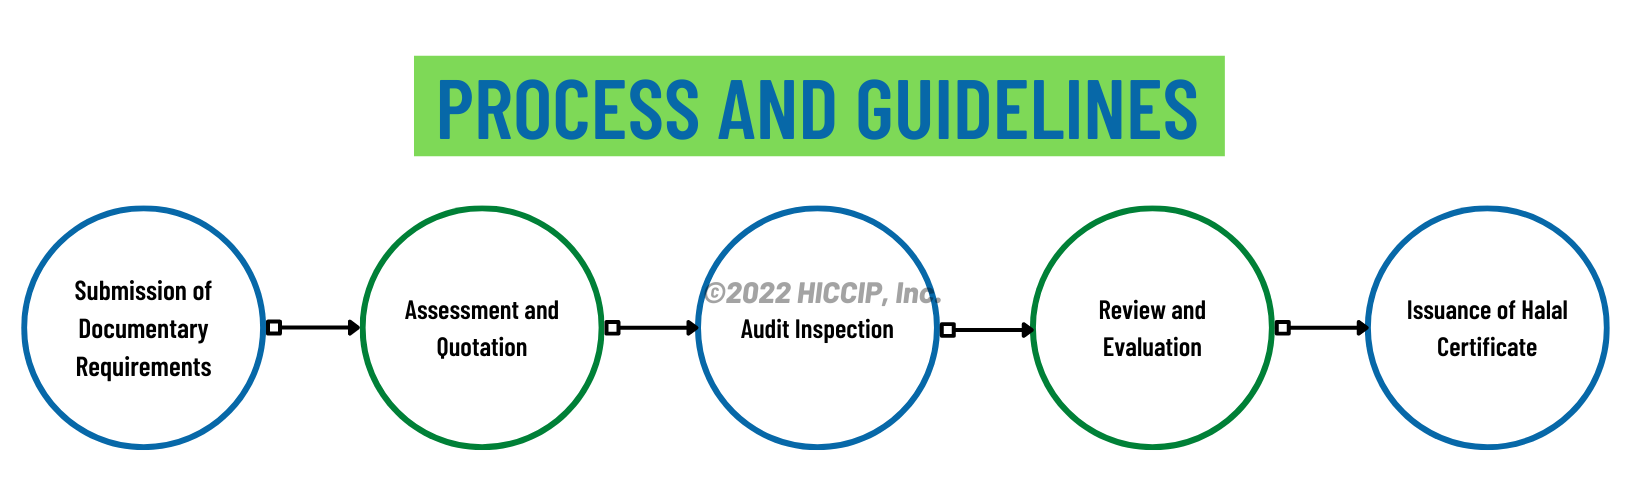 PROCESS AND GUIDELINES
Submission of
Documentary
Requirements
Assessment and
Quotation
©2022 HICCIP, Inc.
Audit Inspection
Review and
Evaluation
Issuance of Halal
Certificate